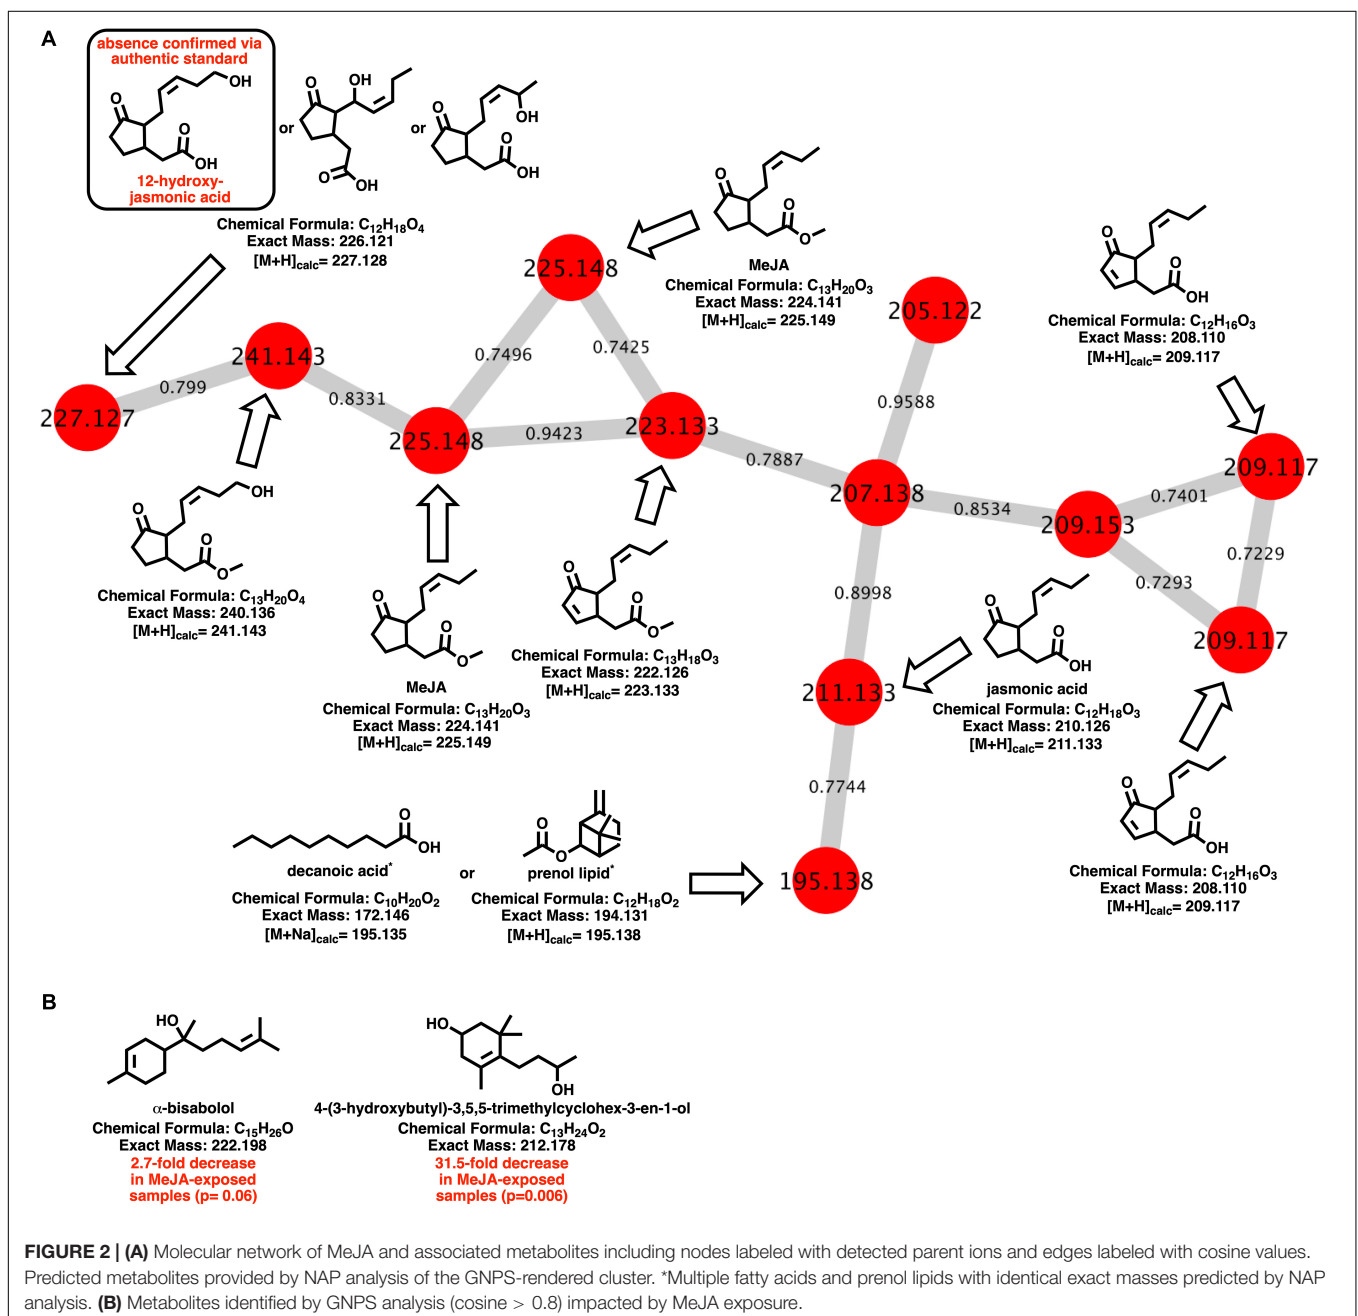 A
absence confirmed via
authentic standard
OH
O
O
OH
12-hydroxy-
jasmonic acid
or
O
OH
O
OH
or
O
OH
O
OH
Chemical Formula: C12H18O4
Exact Mass: 226.121
[M+H]calc= 227.128
O
O
O
MeJA
Chemical Formula: C13H20O3
Exact Mass: 224.141
[M+H]calc= 225.149
O
O
OH
Chemical Formula: C12H16O3
Exact Mass: 208.110
[M+H]calc= 209.117
225.148
205.122
241.143
227.127
225.148
223.133
207.138
209.153
209.117
209.117
211.133
195.138
0.799
0.8331
0.7496
0.7425
0.9423
0.7887
0.9588
0.8534
0.8998
0.7744
0.7401
0.7229
0.7293
OH
O
O
O
Chemical Formula: C13H20O4
Exact Mass: 240.136
[M+H]calc= 241.143
O
O
O
MeJA
Chemical Formula: C13H20O3
Exact Mass: 224.141
[M+H]calc= 225.149
O
O
O
Chemical Formula: C13H18O3
Exact Mass: 222.126
[M+H]calc= 223.133
O
O
OH
jasmonic acid
Chemical Formula: C12H18O3
Exact Mass: 210.126
[M+H]calc= 211.133
O
O
OH
Chemical Formula: C12H16O3
Exact Mass: 208.110
[M+H]calc= 209.117
O
OH
decanoic acid*
Chemical Formula: C10H20O2
Exact Mass: 172.146
[M+Na]calc= 195.135
or
O
O
prenol lipid*
Chemical Formula: C12H18O2
Exact Mass: 194.131
[M+H]calc= 195.138
B
HO
α-bisabolol
Chemical Formula: C15H26O
Exact Mass: 222.198
2.7-fold decrease
in MeJA-exposed
samples (p= 0.06)
HO
OH
4-(3-hydroxybutyl)-3,5,5-trimethylcyclohex-3-en-1-ol
Chemical Formula: C13H24O2
Exact Mass: 212.178
31.5-fold decrease
in MeJA-exposed
samples (p=0.006)
FIGURE 2 | (A) Molecular network of MeJA and associated metabolites including nodes labeled with detected parent ions and edges labeled with cosine values.
Predicted metabolites provided by NAP analysis of the GNPS-rendered cluster. *Multiple fatty acids and prenol lipids with identical exact masses predicted by NAP
analysis. (B) Metabolites identified by GNPS analysis (cosine > 0.8) impacted by MeJA exposure.